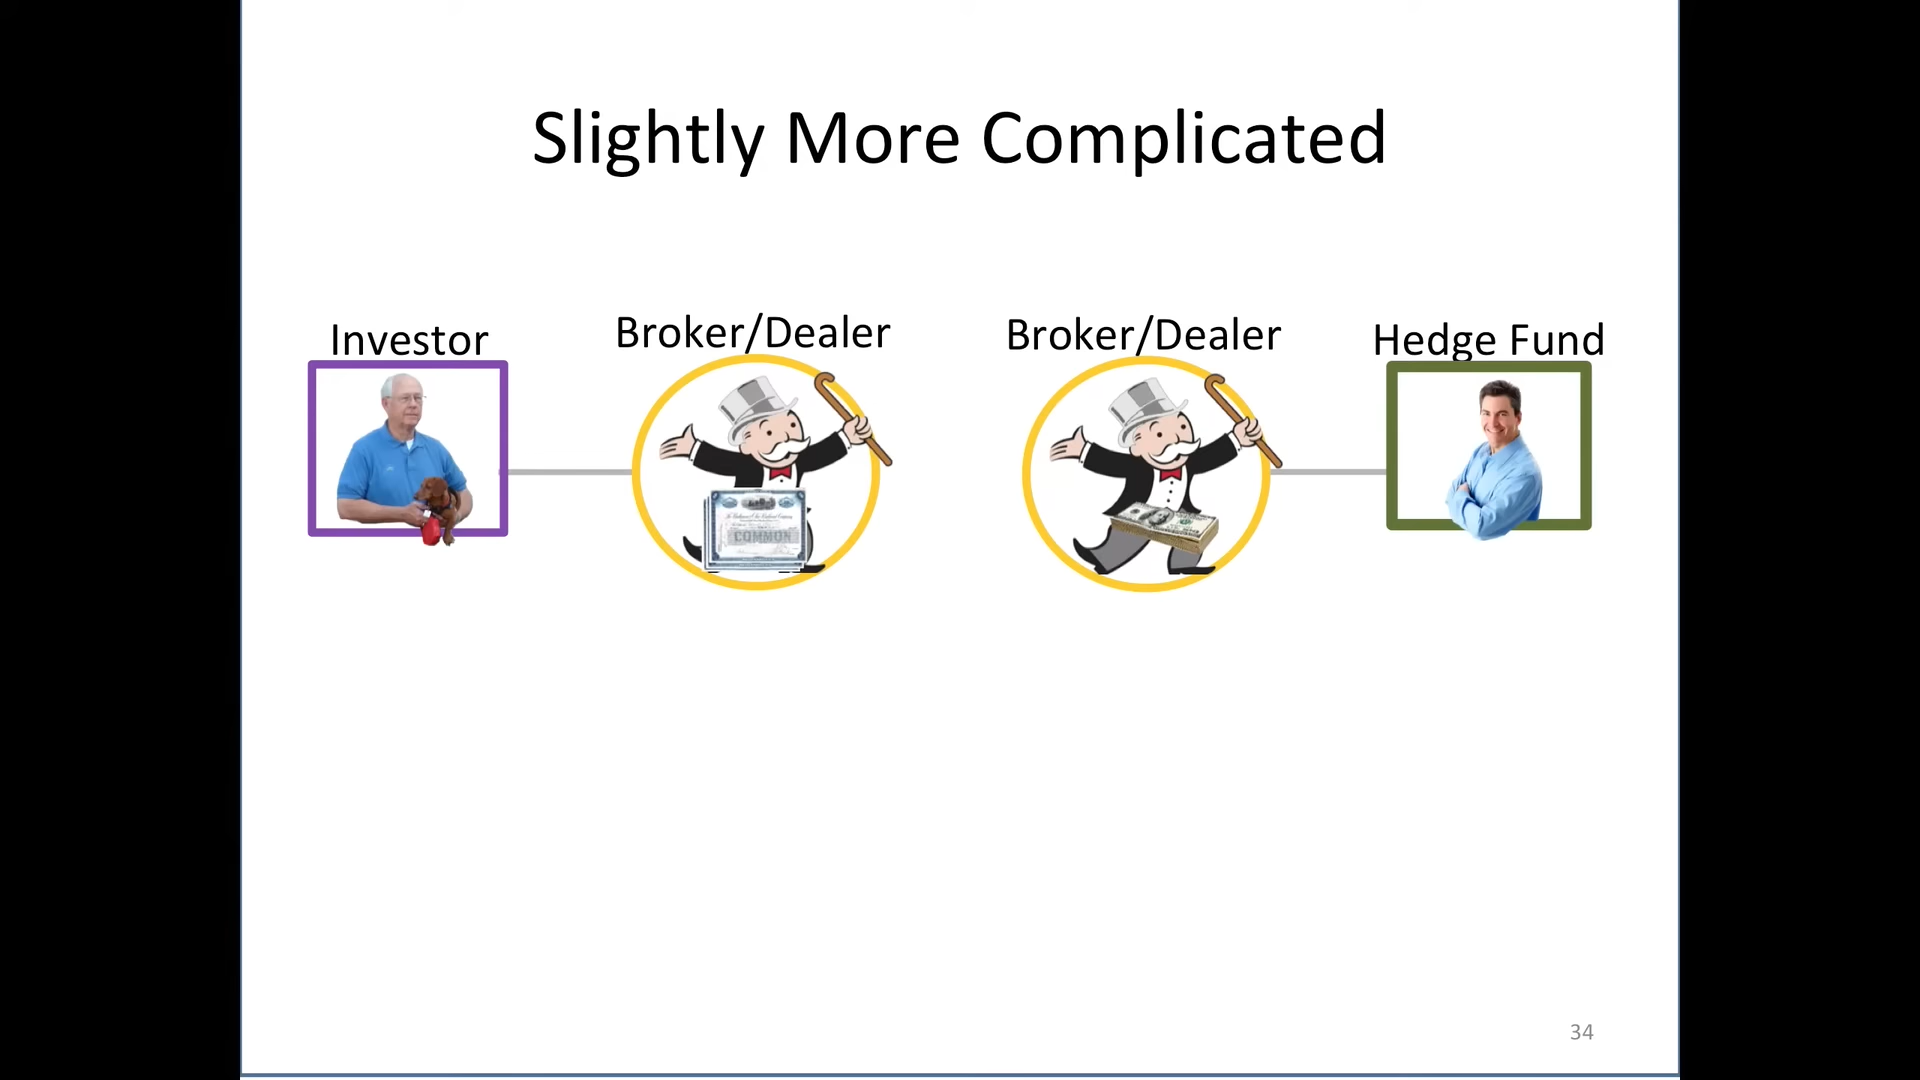 Slightly More Complicated
Investor
Broker/Dealer
Broker/Dealer
Hedge Fund
COMMON
34